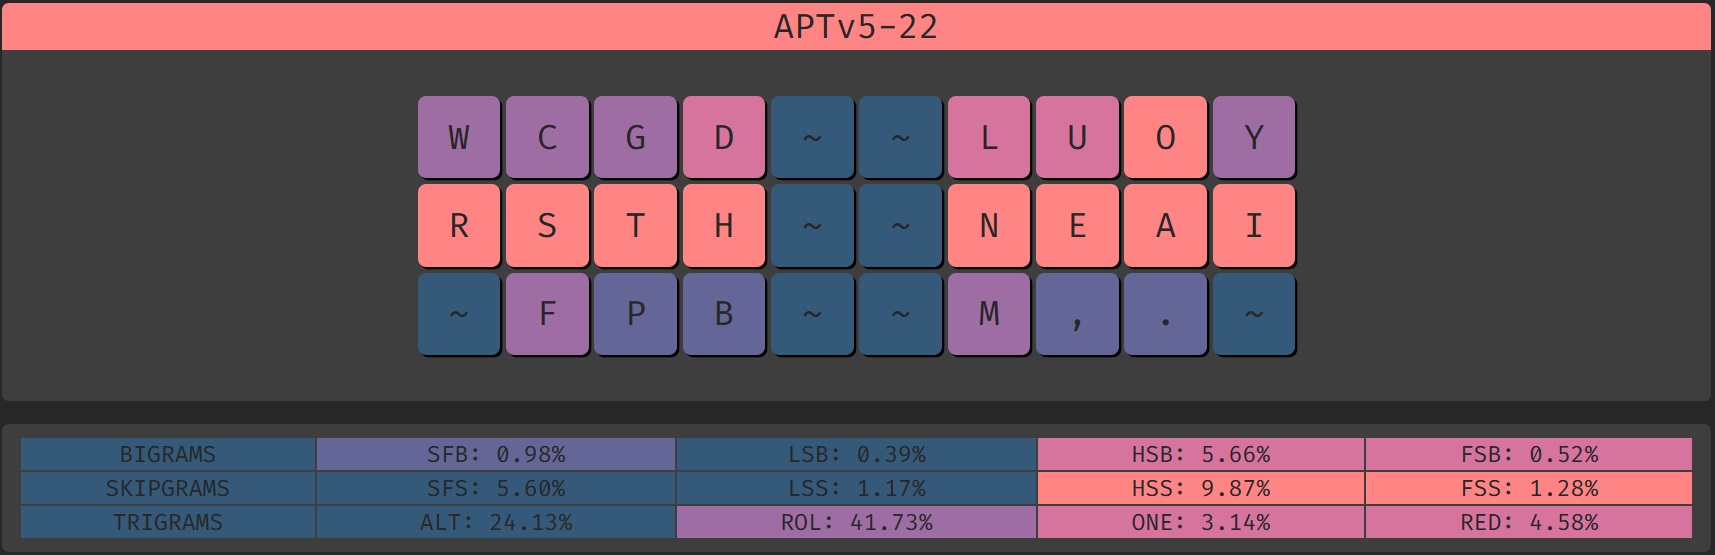 APTv5-22
W C G D ~ ~ L U O Y
R S T H ~ ~ N E A I
~ F P B ~ ~ M , . ~
BIGRAMS SFB: 0.98% LSB: 0.39% HSB: 5.66% FSB: 0.52%
SKIPGRAMS SFS: 5.60% LSS: 1.17% HSS: 9.87% FSS: 1.28%
TRIGRAMS ALT: 24.13% ROL: 41.73% ONE: 3.14% RED: 4.58%